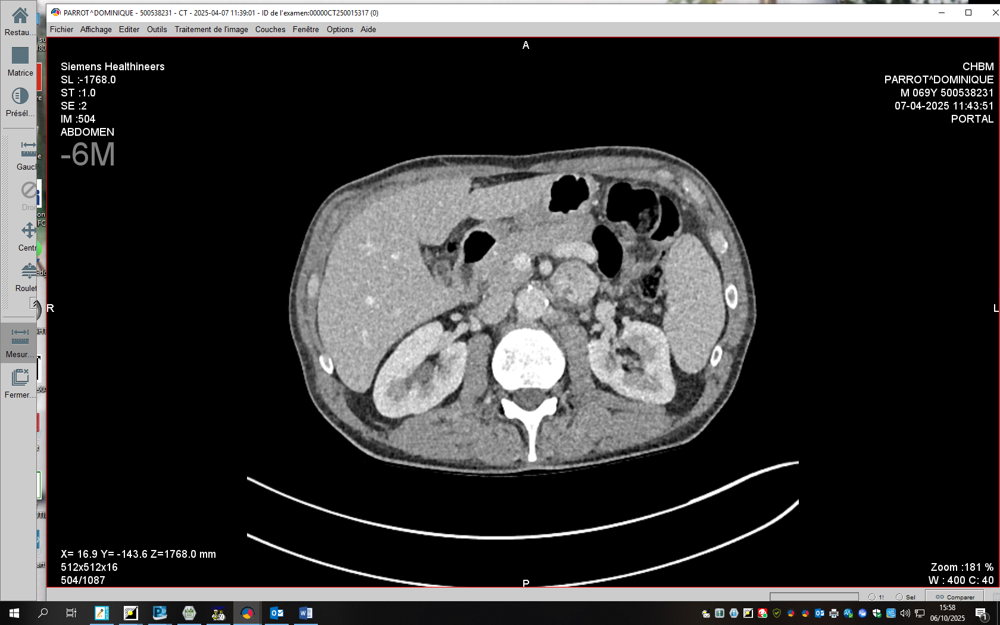 PARROT^DOMINIQUE - 500538231 - CT - 2025-04-07 11:39:01 - ID de l'examen:00000CT250015317 (0)
Fichier Affichage Editer Outils Traitement de l'image Couches Fenêtre Options Aide
Restau...
Matrice
Présél...
Gaucl
Droi
Centr
Roulet
Mesur...
Fermer...
A
Siemens Healthineers
SL :-1768.0
ST :1.0
SE :2
IM :504
ABDOMEN
-6M
CHBM
PARROT^DOMINIQUE
M 069Y 500538231
07-04-2025 11:43:51
PORTAL
R
L
X= 16.9 Y= -143.6 Z=1768.0 mm
512x512x16
504/1087
P
Zoom :181 %
W : 400 C: 40
1! Sel Comparer
15:58
06/10/2025
1